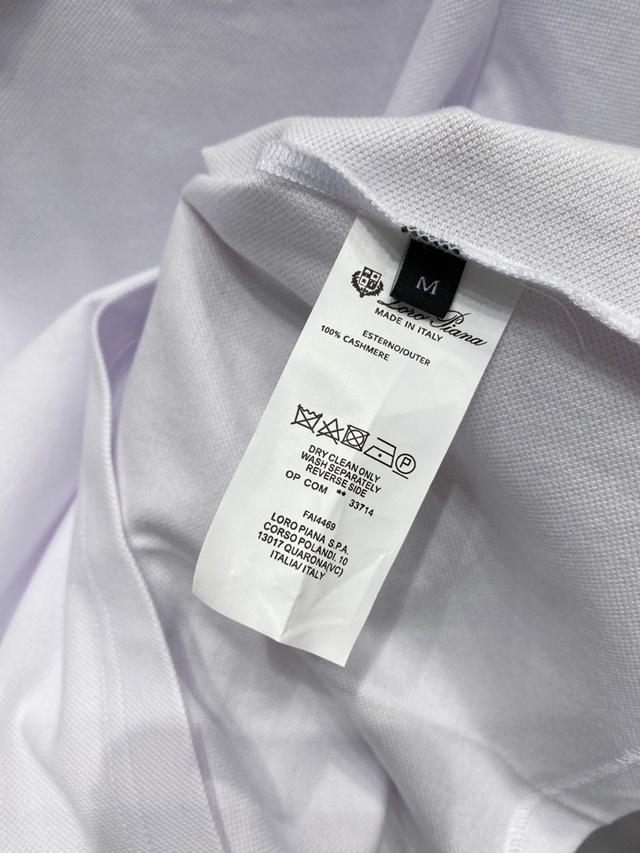 M
Loro Piana
MADE IN ITALY
ESTERNO/OUTER
100% CASHMERE
DRY CLEAN ONLY
WASH SEPARATELY
REVERSE SIDE
OP COM ** 33714
FAI4469
LORO PIANA S.P.A.
CORSO POLANDI, 10
13017 QUARONA(VC)
ITALIA/ ITALY
P